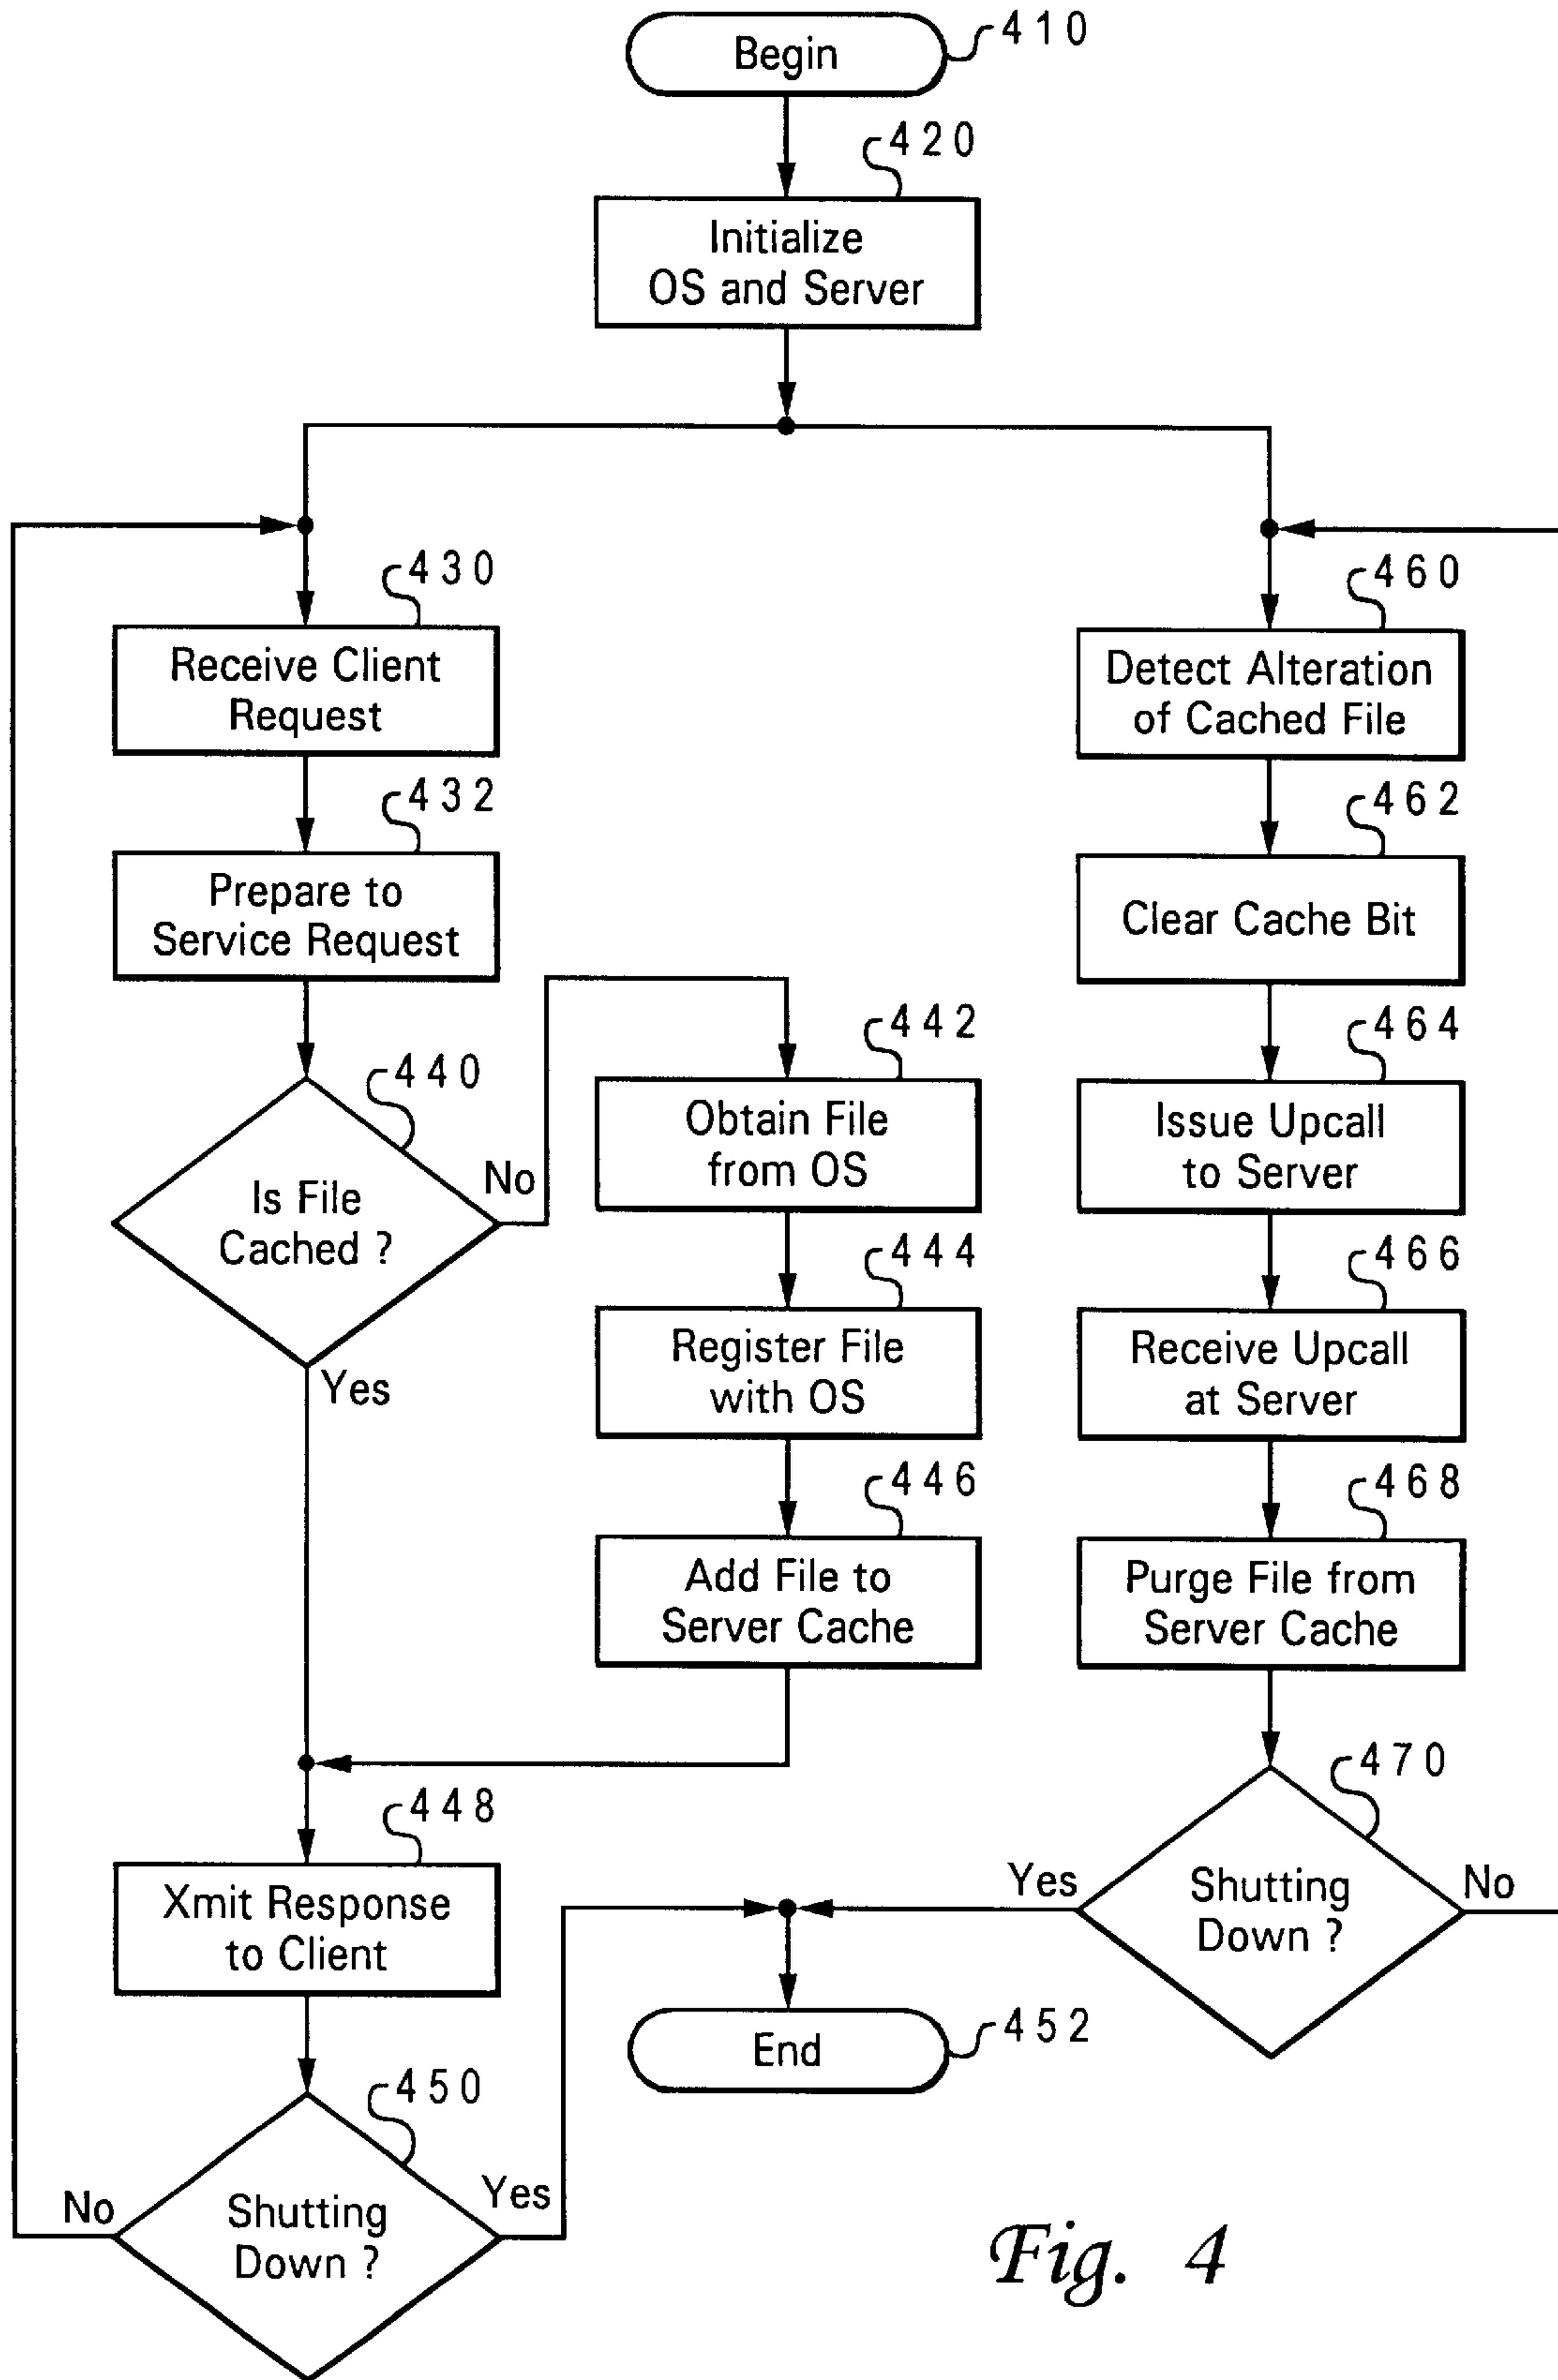 Begin
410
420
Initialize
OS and Server
430
Receive Client
Request
432
Prepare to
Service Request
440
Is File
Cached ?
No
Yes
442
Obtain File
from OS
444
Register File
with OS
446
Add File to
Server Cache
448
Xmit Response
to Client
450
Shutting
Down ?
No
Yes
460
Detect Alteration
of Cached File
462
Clear Cache Bit
464
Issue Upcall
to Server
466
Receive Upcall
at Server
468
Purge File from
Server Cache
470
Shutting
Down ?
Yes
No
End
452
Fig. 4